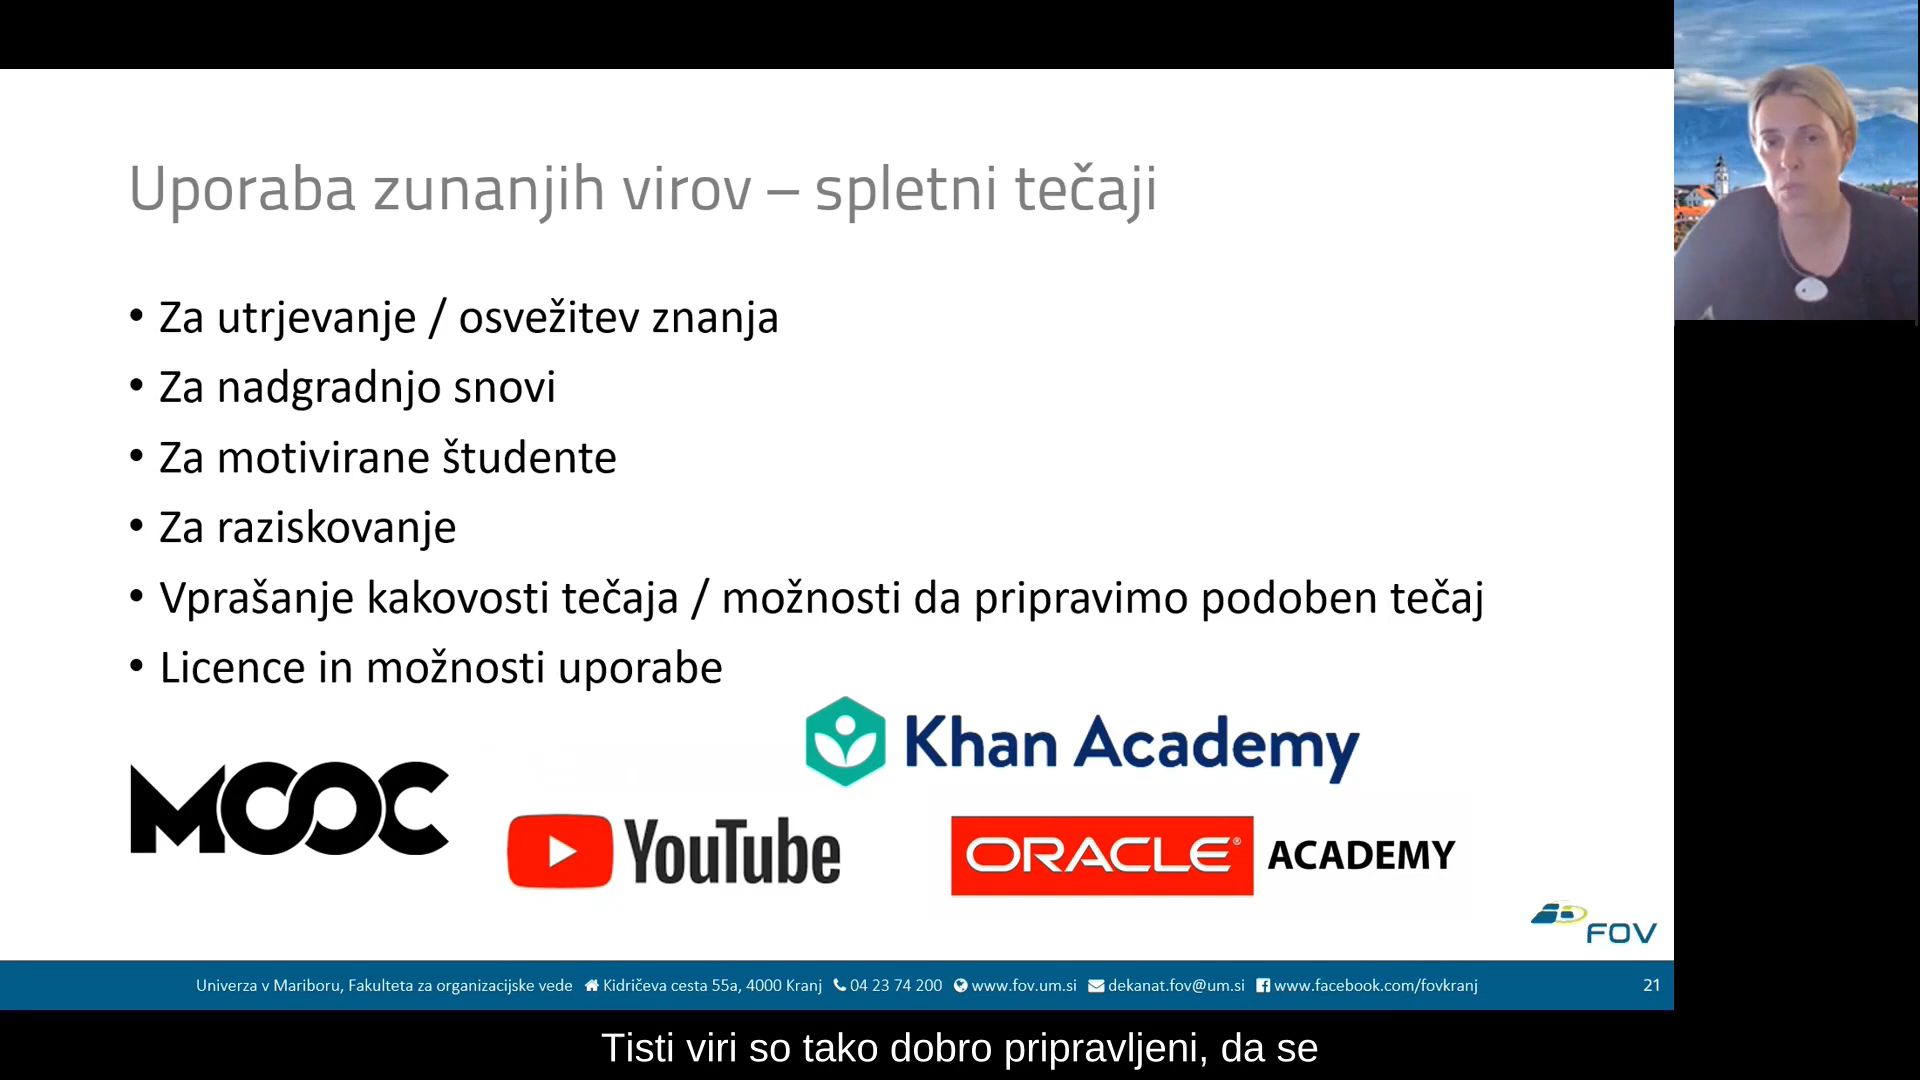 Uporaba zunanjih virov – spletni tečaji
• Za utrjevanje / osvežitev znanja
• Za nadgradnjo snovi
• Za motivirane študente
• Za raziskovanje
• Vprašanje kakovosti tečaja / možnosti da pripravimo podoben tečaj
• Licence in možnosti uporabe
Khan Academy
MOOC
YouTube
ORACLE® ACADEMY
FOV
Univerza v Mariboru, Fakulteta za organizacijske vede Kidričeva cesta 55a, 4000 Kranj 04 23 74 200 www.fov.um.si dekanat.fov@um.si www.facebook.com/fovkranj 21
Tisti viri so tako dobro pripravljeni, da se